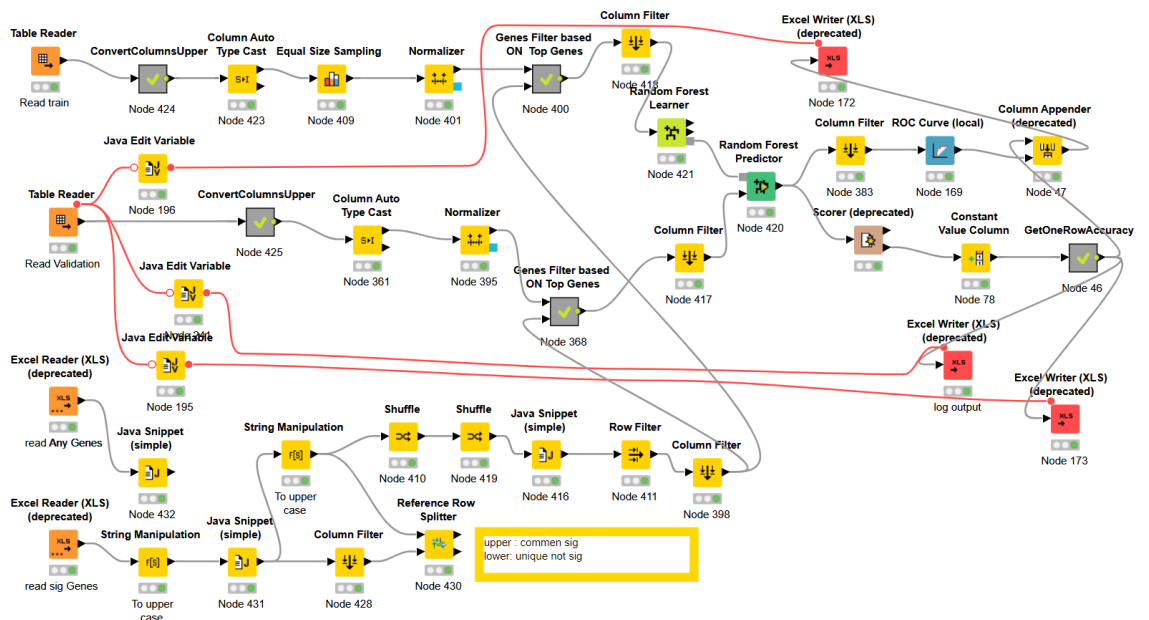 Column Filter
Excel Writer (XLS)
(deprecated)
Table Reader
ConvertColumnsUpper
Column Auto
Type Cast
Equal Size Sampling
Normalizer
Genes Filter based
ON Top Genes
S▸I
XLS
Read train
Node 424
Node 423
Node 409
Node 401
Node 400
Node 418
Node 172
Random Forest
Learner
Node 421
Column Filter
ROC Curve (local)
Column Appender
(deprecated)
Node 383
Node 169
Node 47
Java Edit Variable
J
V
Node 196
Random Forest
Predictor
Node 420
Table Reader
ConvertColumnsUpper
Column Auto
Type Cast
Normalizer
S▸I
Read Validation
Node 425
Node 361
Node 395
Column Filter
Node 417
Scorer (deprecated)
Constant
Value Column
GetOneRowAccuracy
Node 78
Node 46
Java Edit Variable
J
V
Node 241
Genes Filter based
ON Top Genes
Node 368
Java Edit Variable
J
V
Node 195
Excel Writer (XLS)
(deprecated)
XLS
log output
Excel Writer (XLS)
(deprecated)
XLS
Node 173
Excel Reader (XLS)
(deprecated)
XLS
read Any Genes
Java Snippet
(simple)
J
Node 432
String Manipulation
f[S]
To upper
case
Shuffle
Shuffle
Java Snippet
(simple)
J
Row Filter
Column Filter
Node 410
Node 419
Node 416
Node 411
Node 398
Excel Reader (XLS)
(deprecated)
XLS
read sig Genes
String Manipulation
f[S]
To upper
case
Java Snippet
(simple)
J
Node 431
Column Filter
Node 428
Reference Row
Splitter
Node 430
upper : commen sig
lower: unique not sig